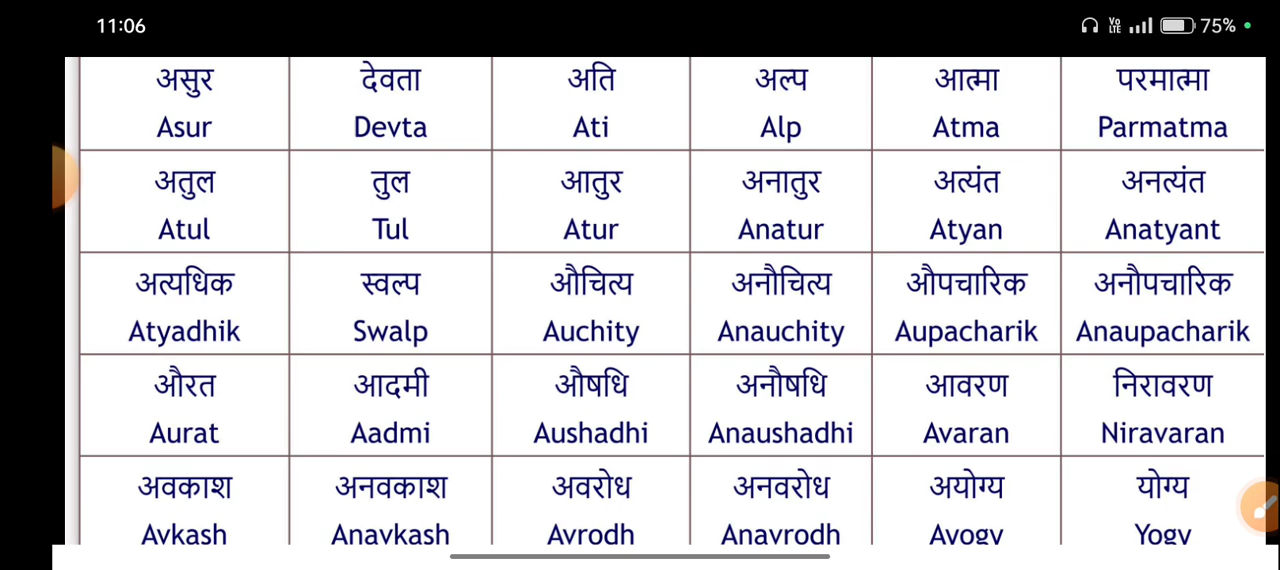 11:06 Vo LTE 75%
असुर देवता अति अल्प आत्मा परमात्मा
Asur Devta Ati Alp Atma Parmatma
अतुल तुल आतुर अनातुर अत्यंत अनत्यंत
Atul Tul Atur Anatur Atyan Anatyant
अत्यधिक स्वल्प औचित्य अनौचित्य औपचारिक अनौपचारिक
Atyadhik Swalp Auchity Anauchity Aupacharik Anaupacharik
औरत आदमी औषधि अनौषधि आवरण निरावरण
Aurat Aadmi Aushadhi Anaushadhi Avaran Niravaran
अवकाश अनवकाश अवरोध अनवरोध अयोग्य योग्य
Avkash Anavkash Avrodh Anavrodh Ayogy Yogy